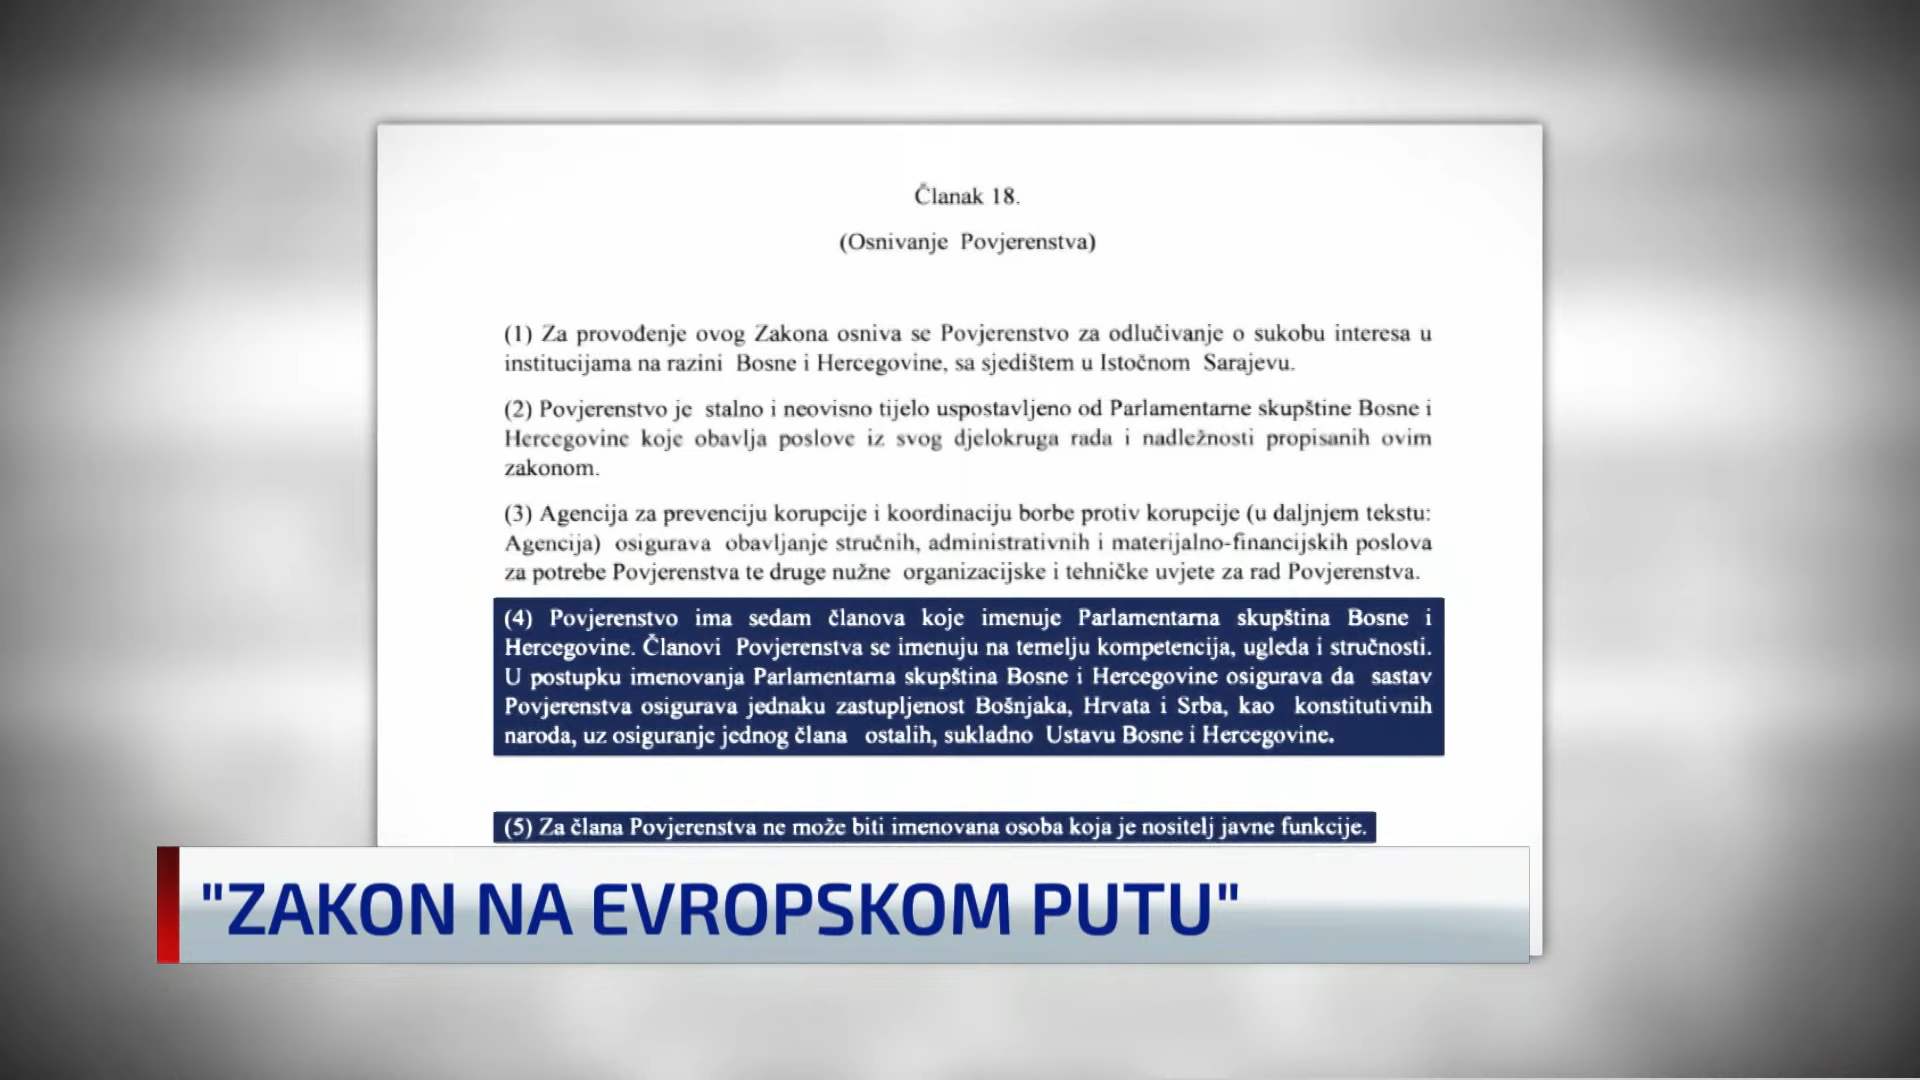 Članak 18.
(Osnivanje Povjerenstva)
(1) Za provođenje ovog Zakona osniva se Povjerenstvo za odlučivanje o sukobu interesa u
institucijama na razini Bosne i Hercegovine, sa sjedištem u Istočnom Sarajevu.
(2) Povjerenstvo je stalno i neovisno tijelo uspostavljeno od Parlamentarne skupštine Bosne i
Hercegovine koje obavlja poslove iz svog djelokruga rada i nadležnosti propisanih ovim
zakonom.
(3) Agencija za prevenciju korupcije i koordinaciju borbe protiv korupcije (u daljnjem tekstu:
Agencija) osigurava obavljanje stručnih, administrativnih i materijalno-financijskih poslova
za potrebe Povjerenstva te druge nužne organizacijske i tehničke uvjete za rad Povjerenstva.
(4) Povjerenstvo ima sedam članova koje imenuje Parlamentarna skupština Bosne i
Hercegovine. Članovi Povjerenstva se imenuju na temelju kompetencija, ugleda i stručnosti.
U postupku imenovanja Parlamentarna skupština Bosne i Hercegovine osigurava da sastav
Povjerenstva osigurava jednaku zastupljenost Bošnjaka, Hrvata i Srba, kao konstitutivnih
naroda, uz osiguranje jednog člana ostalih, sukladno Ustavu Bosne i Hercegovine.
(5) Za člana Povjerenstva ne može biti imenovana osoba koja je nositelj javne funkcije.
"ZAKON NA EVROPSKOM PUTU"